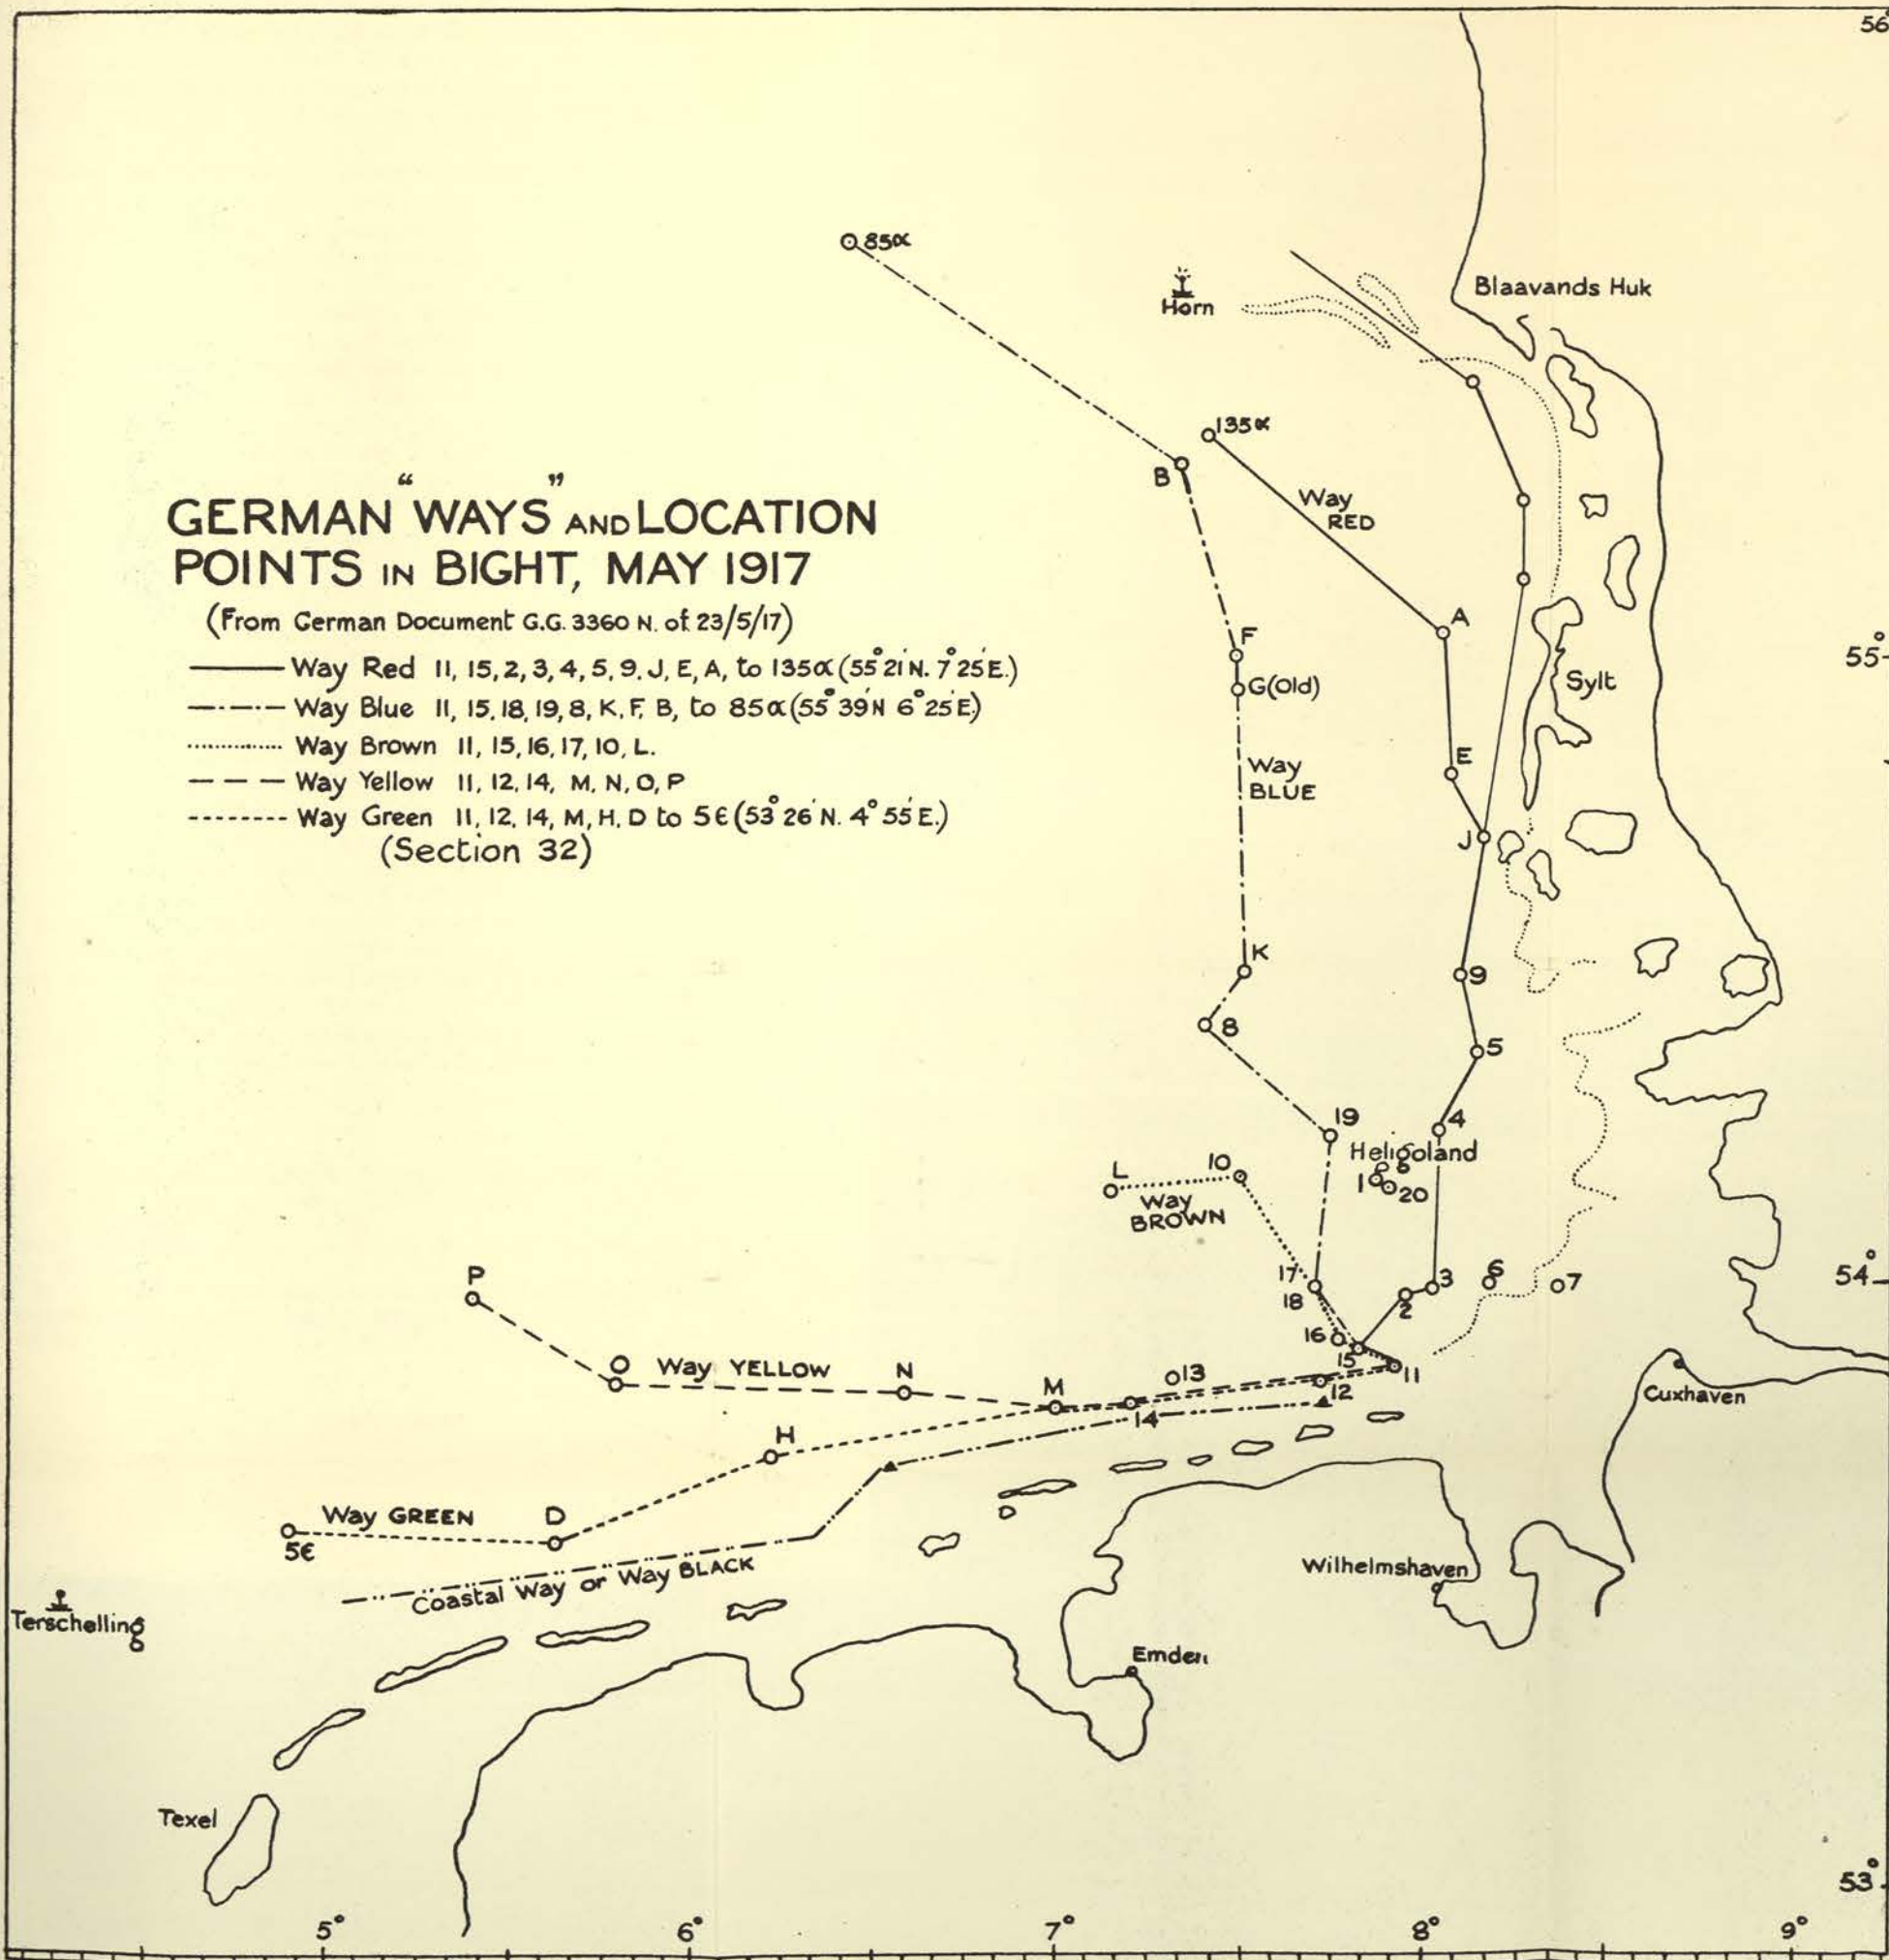 56°
85α
Horn
Blaavands Huk
135α
B
Way
RED
GERMAN "WAYS" AND LOCATION
POINTS IN BIGHT, MAY 1917
(From German Document G.G. 3360 N. of 23/5/17)
Way Red 11, 15, 2, 3, 4, 5, 9. J, E, A, to 135α (55° 21' N. 7° 25' E.)
Way Blue 11, 15, 18, 19, 8, K, F, B, to 85α (55° 39' N 6° 25' E.)
Way Brown 11, 15, 16, 17, 10, L.
Way Yellow 11, 12, 14, M, N, O, P
Way Green 11, 12, 14, M, H, D to 5ϵ (53° 26' N. 4° 55' E.)
(Section 32)
A
F
55°
G(Old)
Sylt
E
Way
BLUE
J
K
9
8
5
19
4
Heligoland
L
10
1
20
Way
BROWN
P
17
18
3
6
7
54°
2
16
15
O
Way YELLOW
N
M
13
11
12
14
Cuxhaven
H
D
Way GREEN
5ϵ
Coastal Way or Way BLACK
Wilhelmshaven
Terschelling
Emden
Texel
53°
5°
6°
7°
8°
9°